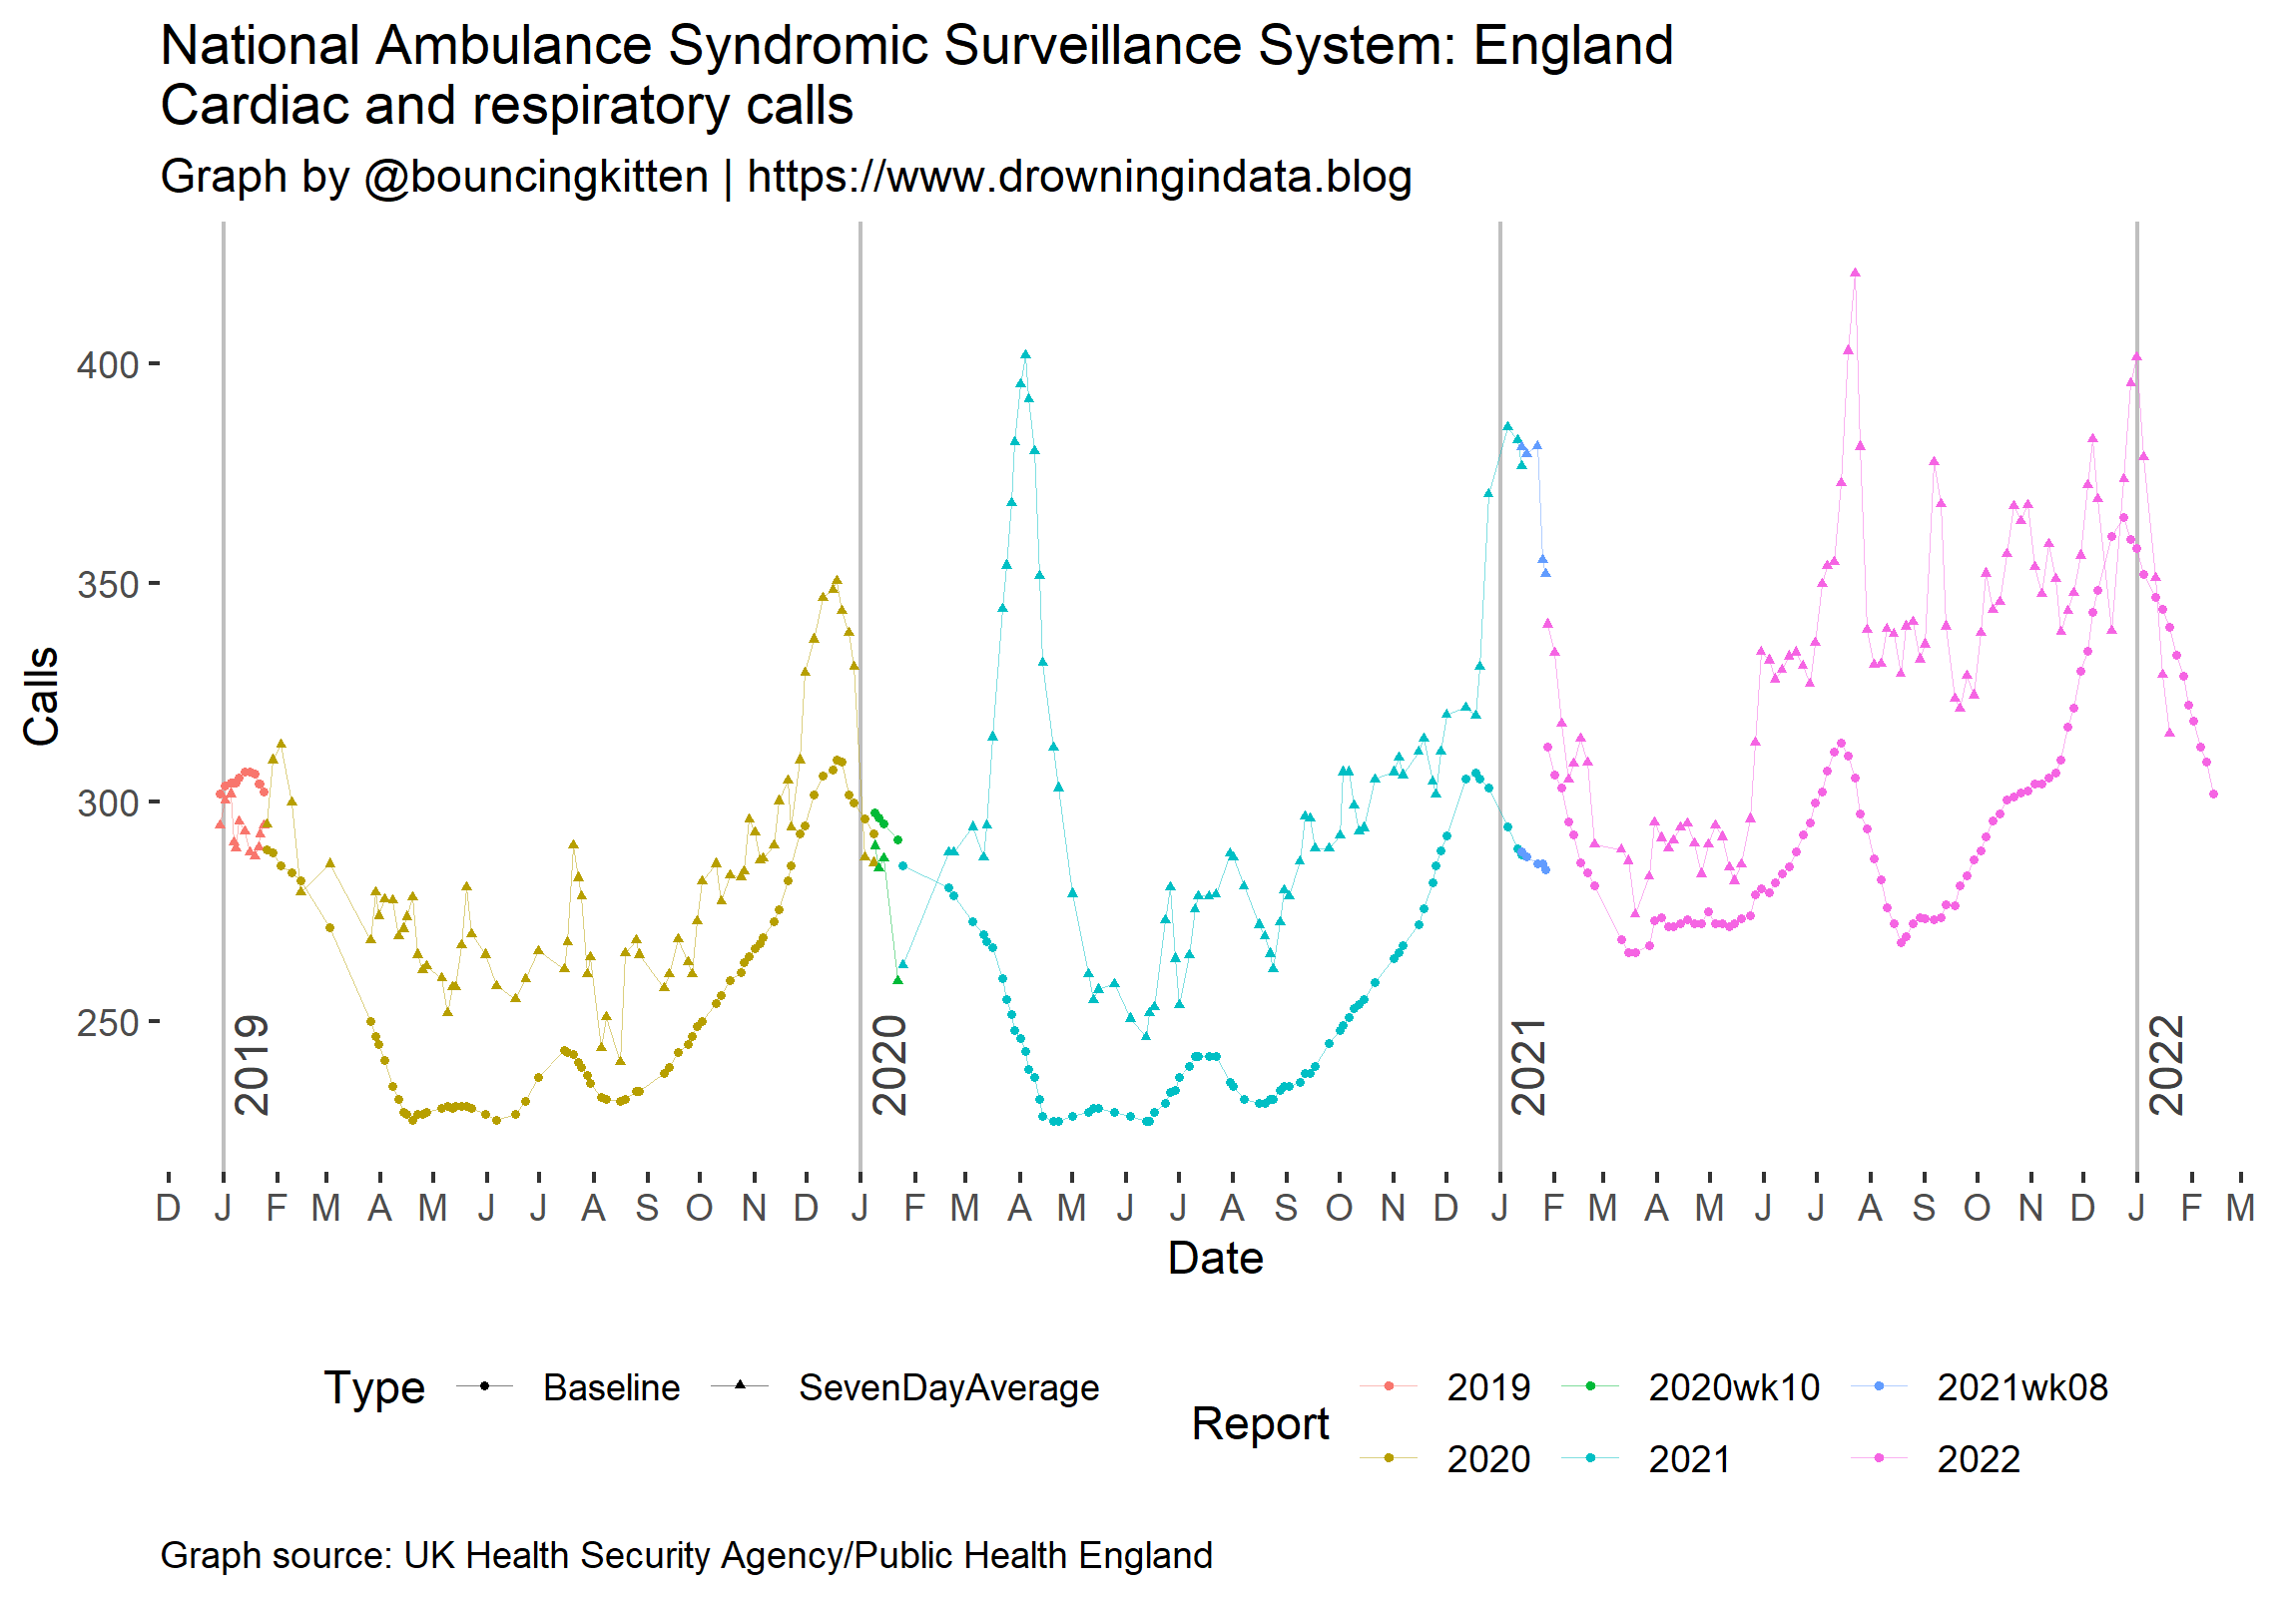 National Ambulance Syndromic Surveillance System: England
Cardiac and respiratory calls
Graph by @bouncingkitten | https://www.drowningindata.blog
Calls
400
350
300
250
2019
2020
2021
2022
D J F M A M J J A S O N D J F M A M J J A S O N D J F M A M J J A S O N D J F M
Date
Type Baseline SevenDayAverage
Report
2019 2020wk10 2021wk08
2020 2021 2022
Graph source: UK Health Security Agency/Public Health England